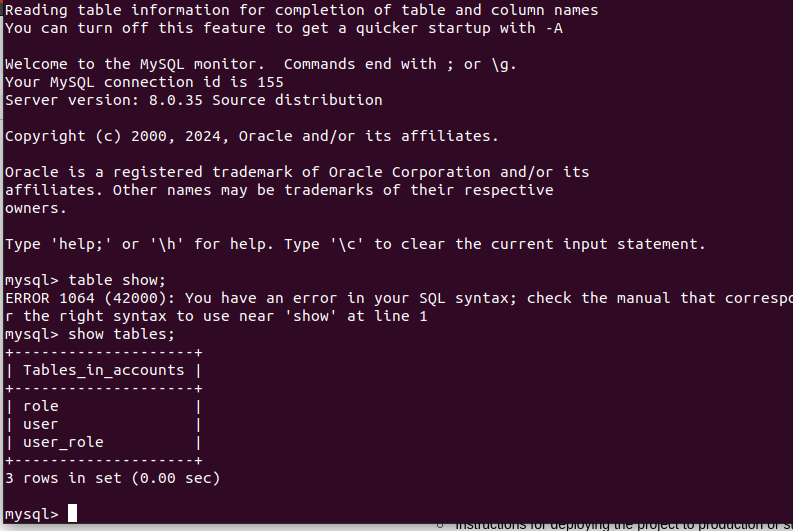 Reading table information for completion of table and column names
You can turn off this feature to get a quicker startup with -A
Welcome to the MySQL monitor.  Commands end with ; or \g.
Your MySQL connection id is 155
Server version: 8.0.35 Source distribution
Copyright (c) 2000, 2024, Oracle and/or its affiliates.
Oracle is a registered trademark of Oracle Corporation and/or its
affiliates. Other names may be trademarks of their respective
owners.
Type 'help;' or '\h' for help. Type '\c' to clear the current input statement.
mysql> table show;
ERROR 1064 (42000): You have an error in your SQL syntax; check the manual that correspo
r the right syntax to use near 'show' at line 1
mysql> show tables;
+--------------------+
| Tables_in_accounts |
+--------------------+
| role               |
| user               |
| user_role          |
+--------------------+
3 rows in set (0.00 sec)
mysql>
Instructions for deploying the project to production or s